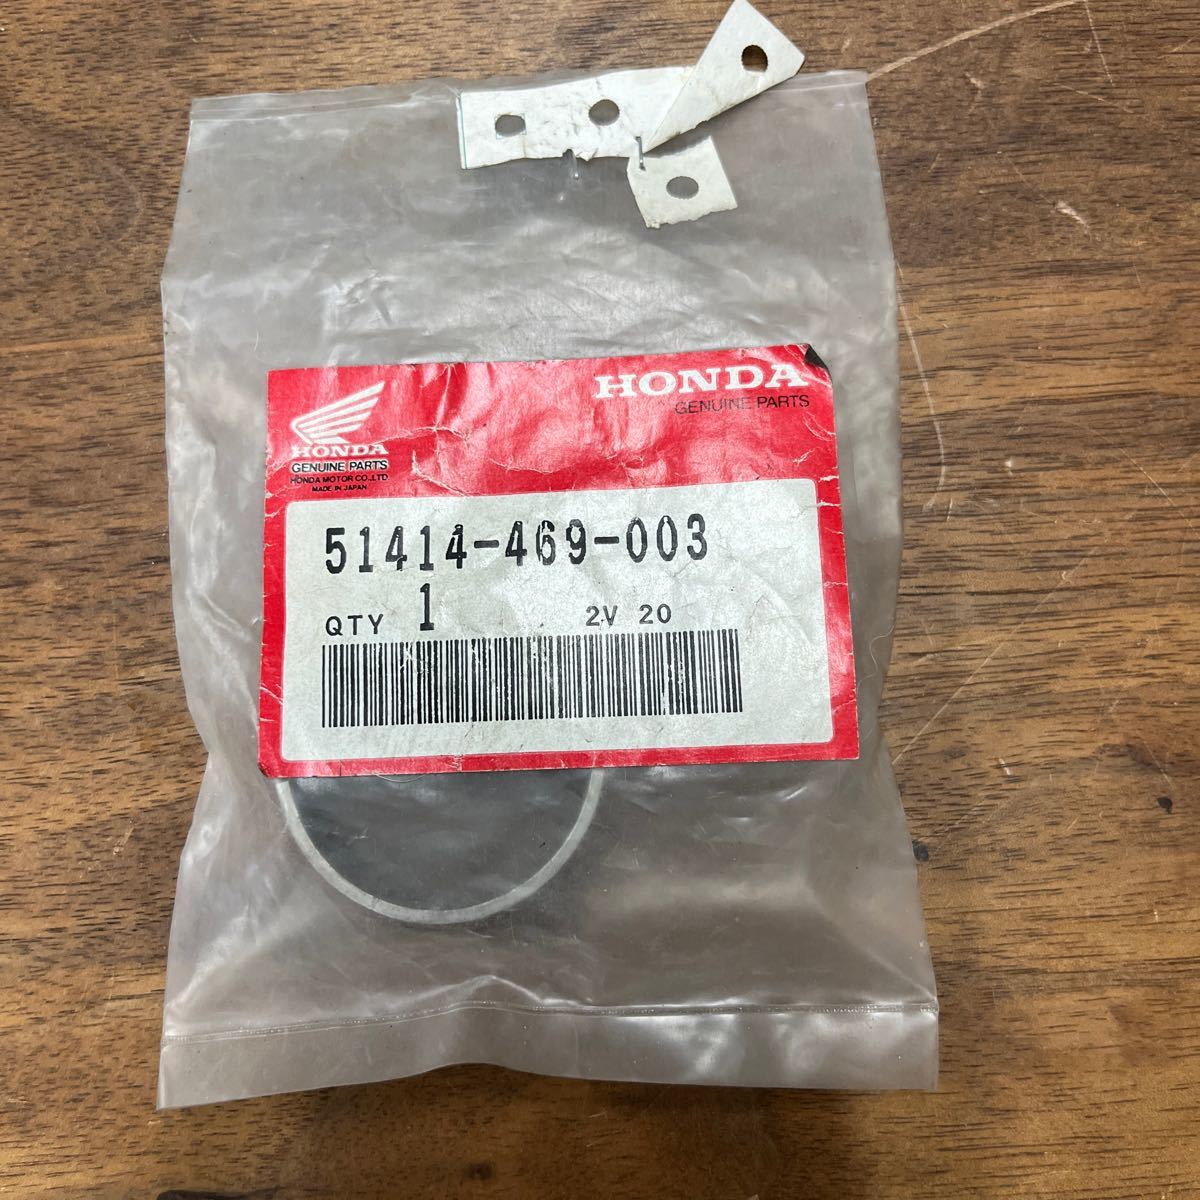 HONDA
GENUINE PARTS
HONDA
GENUINE PARTS
HONDA MOTOR CO.,LTD.
MADE IN JAPAN
51414-469-003
QTY 1 2V 20